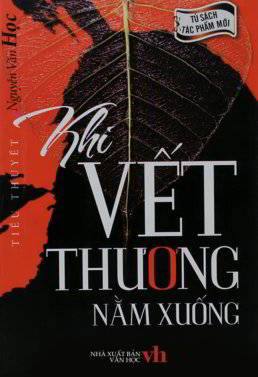 TỦ SÁCH
TÁC PHẨM MỚI
Nguyễn Văn Học
TIỂU THUYẾT
Khi
VẾT
THƯƠNG
NẰM XUỐNG
NHÀ XUẤT BẢN
VĂN HỌC
vh